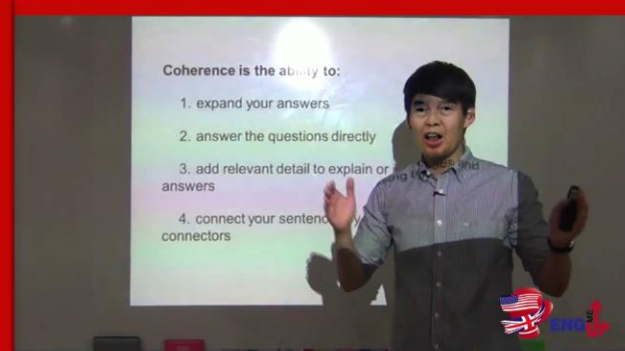 Coherence is the ability to:
1. expand your answers
2. answer the questions directly
3. add relevant detail to explain or
answers
4. connect your
connectors
ENG
UP